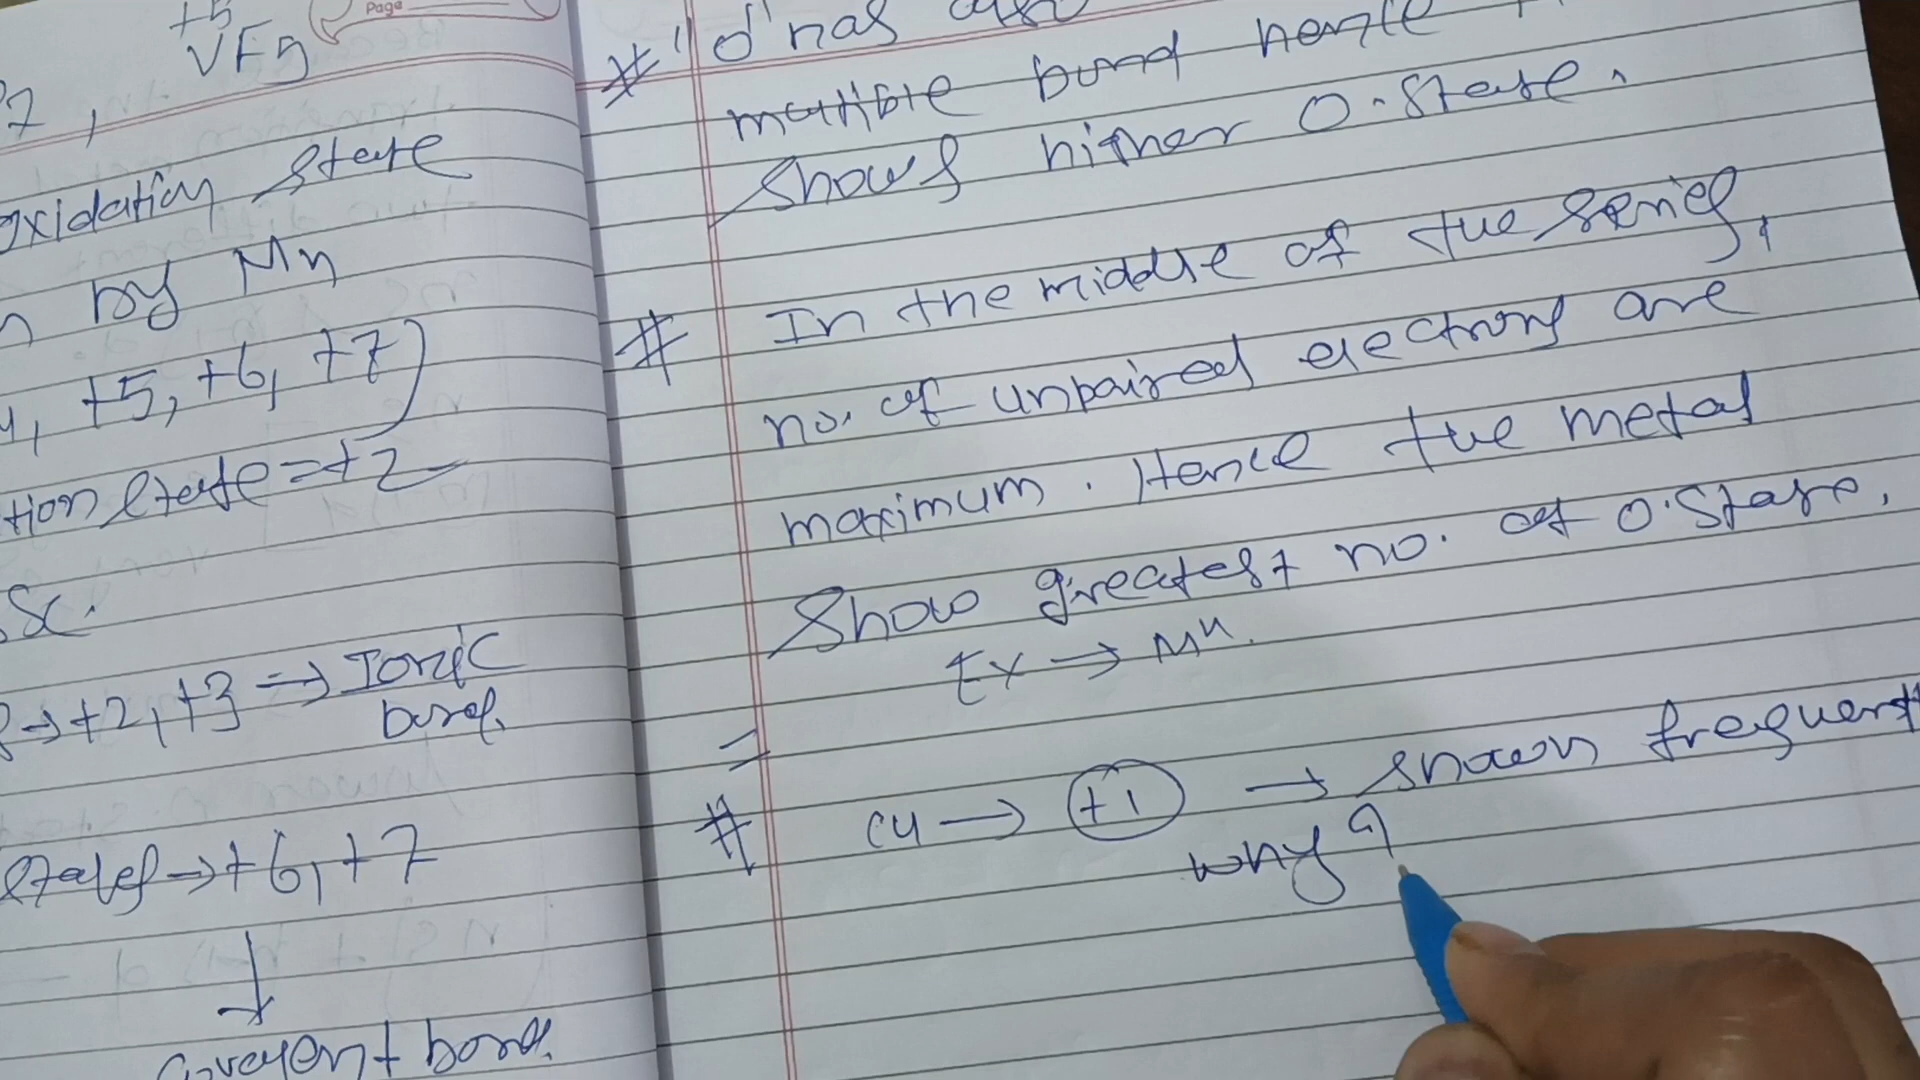 +5
VF5
Page
7,
oxidation state
by Mn
+5, +6, +7)
tion state = +2
Sc.
→ +2, +3 ⇒ Ionic
bond.
states → +6, +7
↓
Covalent bond.
# "O" has also
multiple bond hence
shows higher O. State.
# In the middle of the series,
no. of unpaired electrons are
maximum. Hence the metal
Show greatest no. of O. State.
Ex → Mn.
# Cu → +1 → shown frequent
why?